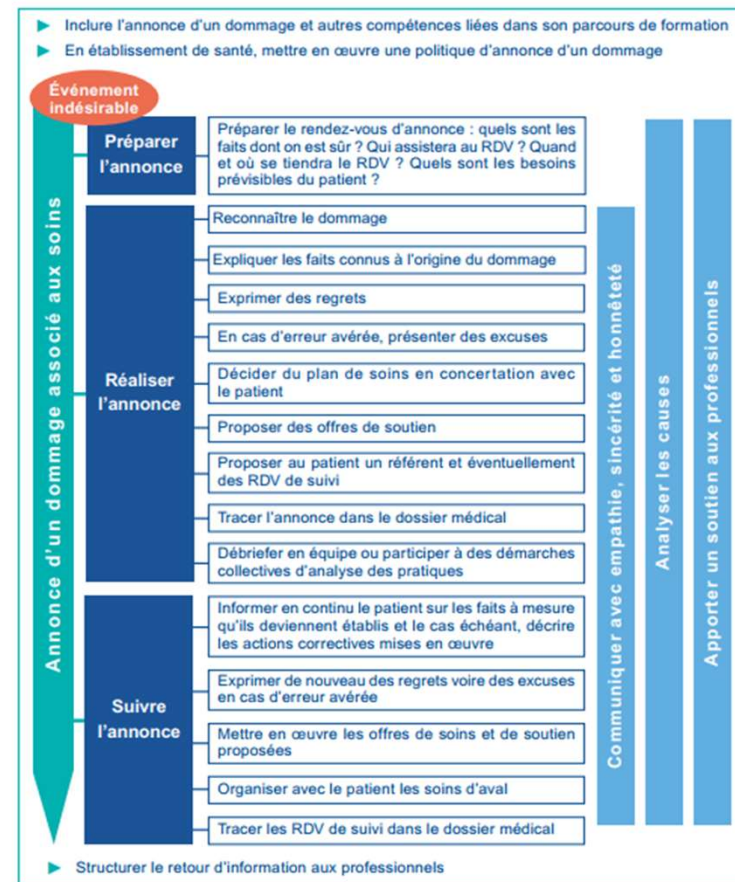 ► Inclure l'annonce d'un dommage et autres compétences liées dans son parcours de formation
► En établissement de santé, mettre en œuvre une politique d'annonce d'un dommage
Événement
indésirable
Annonce d'un dommage associé aux soins
Préparer
l'annonce
Préparer le rendez-vous d'annonce : quels sont les
faits dont on est sûr ? Qui assistera au RDV ? Quand
et où se tiendra le RDV ? Quels sont les besoins
prévisibles du patient ?
Réaliser
l'annonce
Reconnaître le dommage
Expliquer les faits connus à l'origine du dommage
Exprimer des regrets
En cas d'erreur avérée, présenter des excuses
Décider du plan de soins en concertation avec
le patient
Proposer des offres de soutien
Proposer au patient un référent et éventuellement
des RDV de suivi
Tracer l'annonce dans le dossier médical
Débriefer en équipe ou participer à des démarches
collectives d'analyse des pratiques
Suivre
l'annonce
Informer en continu le patient sur les faits à mesure
qu'ils deviennent établis et le cas échéant, décrire
les actions correctives mises en œuvre
Exprimer de nouveau des regrets voire des excuses
en cas d'erreur avérée
Mettre en œuvre les offres de soins et de soutien
proposées
Organiser avec le patient les soins d'aval
Tracer les RDV de suivi dans le dossier médical
Communiquer avec empathie, sincérité et honnêteté
Analyser les causes
Apporter un soutien aux professionnels
► Structurer le retour d'information aux professionnels